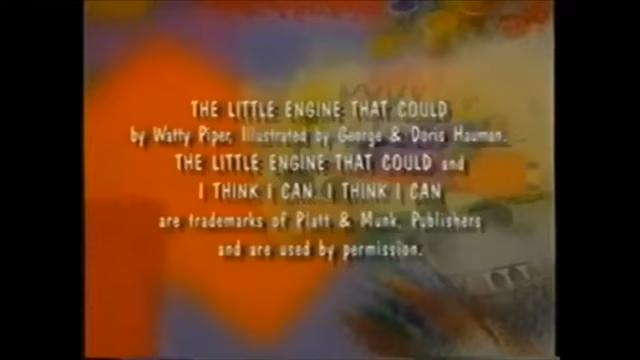 THE LITTLE ENGINE THAT COULD
by Watty Piper, Illustrated by George & Doris Hauman.
THE LITTLE ENGINE THAT COULD and
I THINK I CAN, I THINK I CAN
are trademarks of Platt & Munk, Publishers
and are used by permission.